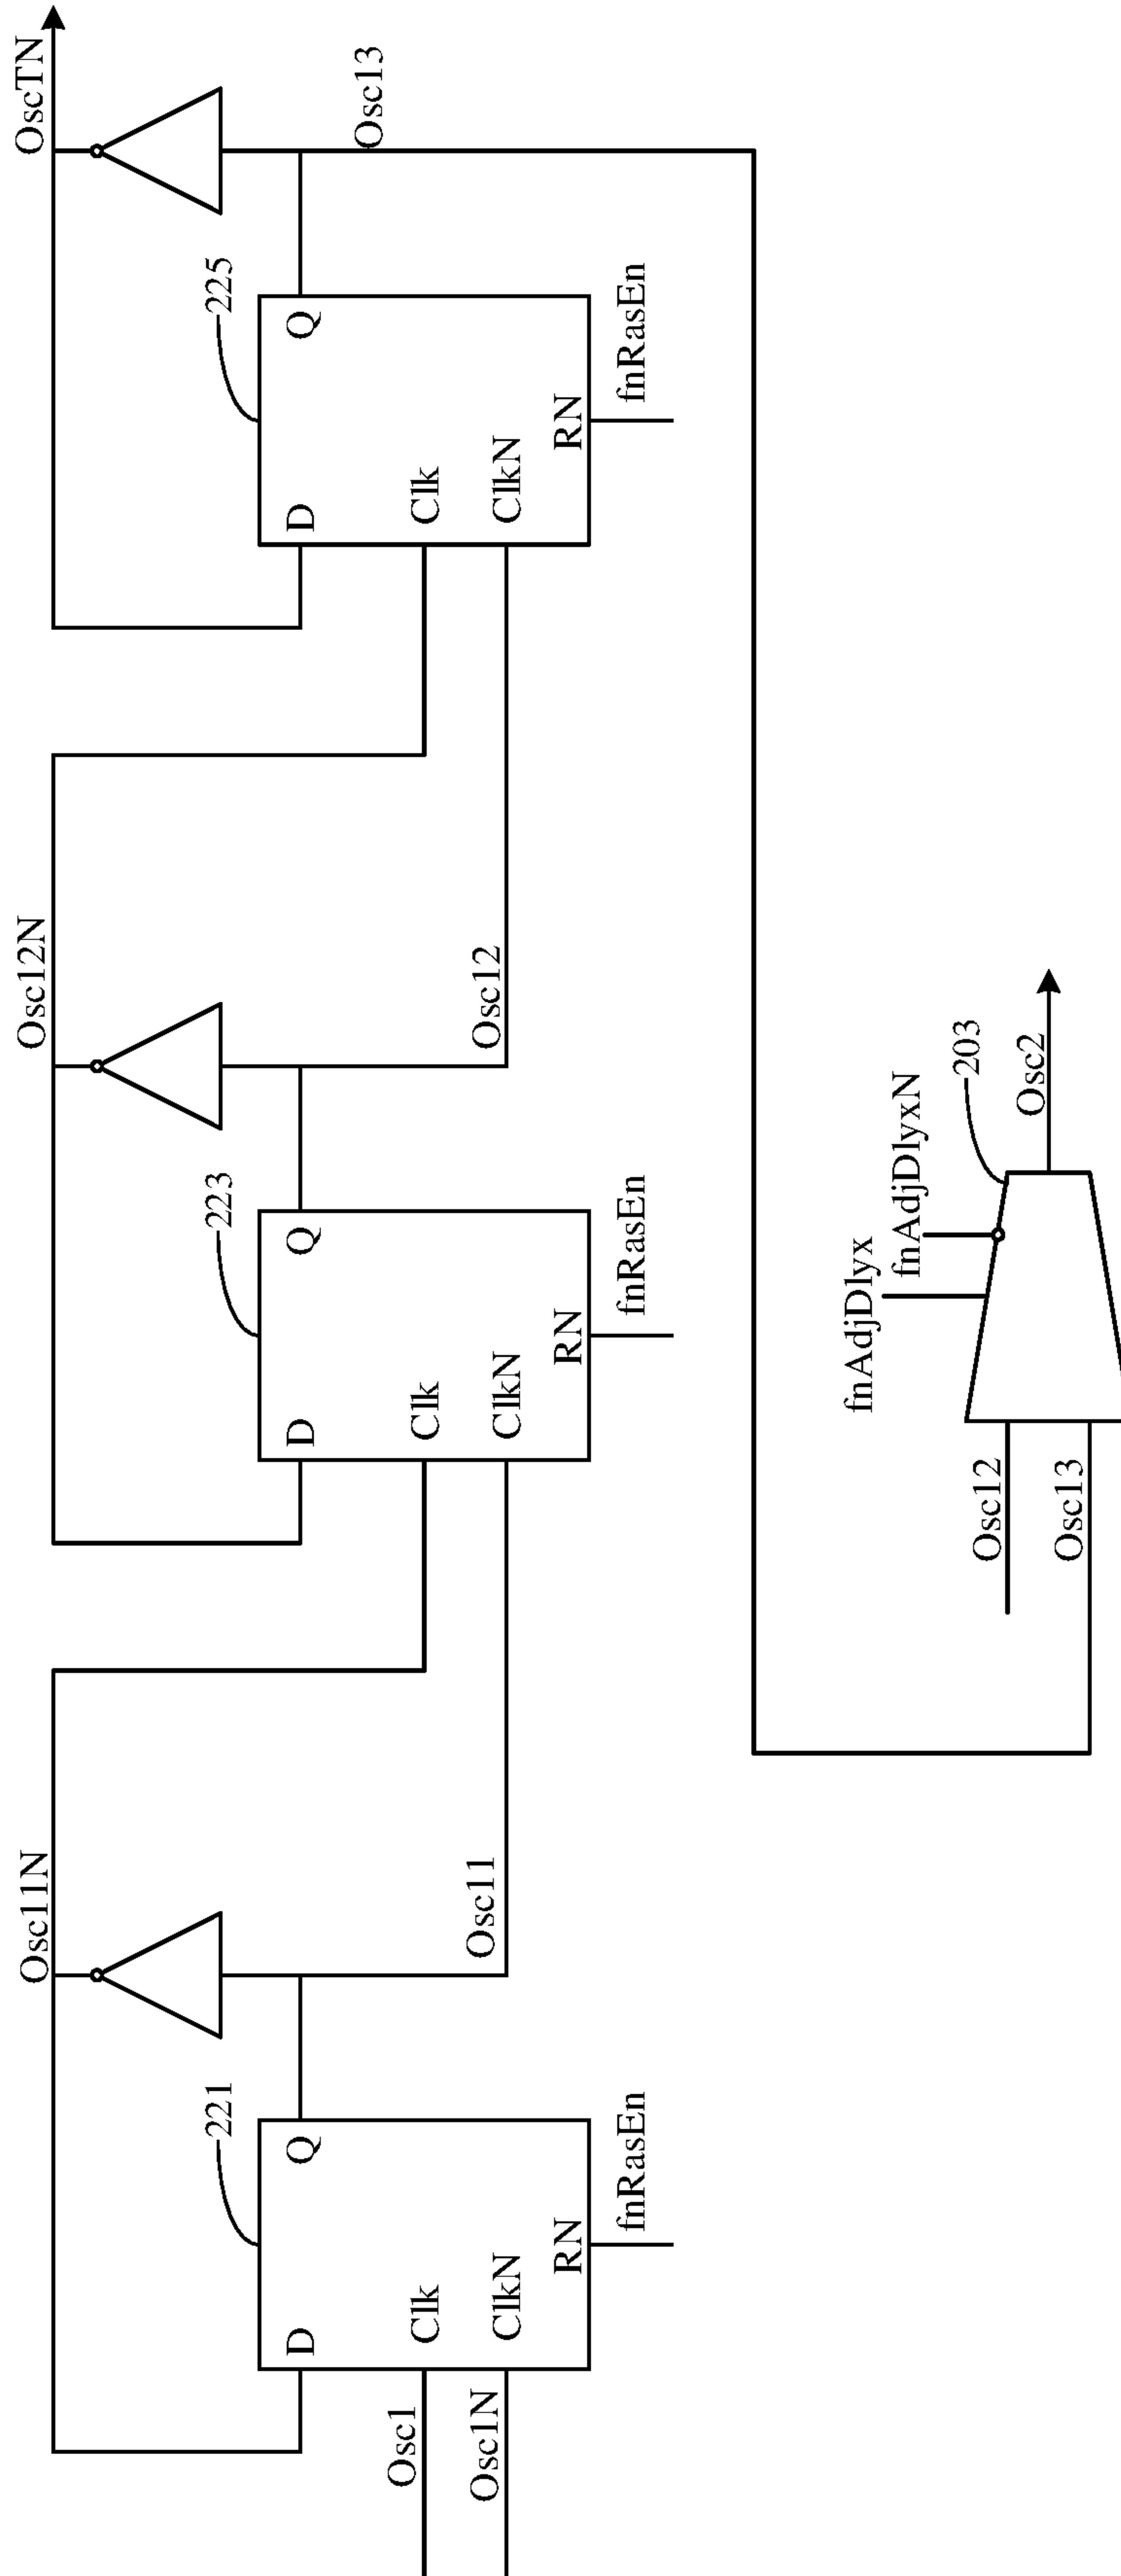 Osc11N
Osc12N
OscTN
221
223
225
D
Q
D
Q
D
Q
Osc13
Osc1
Clk
Clk
Clk
Osc1N
ClkN
Osc11
ClkN
Osc12
ClkN
RN
RN
RN
fnRasEn
fnRasEn
fnRasEn
fnAdjDlyx
fnAdjDlyxN
203
Osc12
Osc2
Osc13